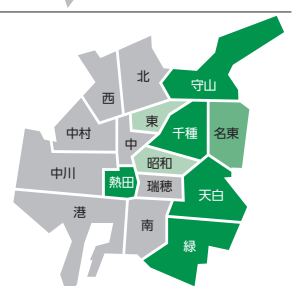 北
守山
西
東
千種
名東
中村
中
昭和
中川
熱田
瑞穂
天白
港
南
緑